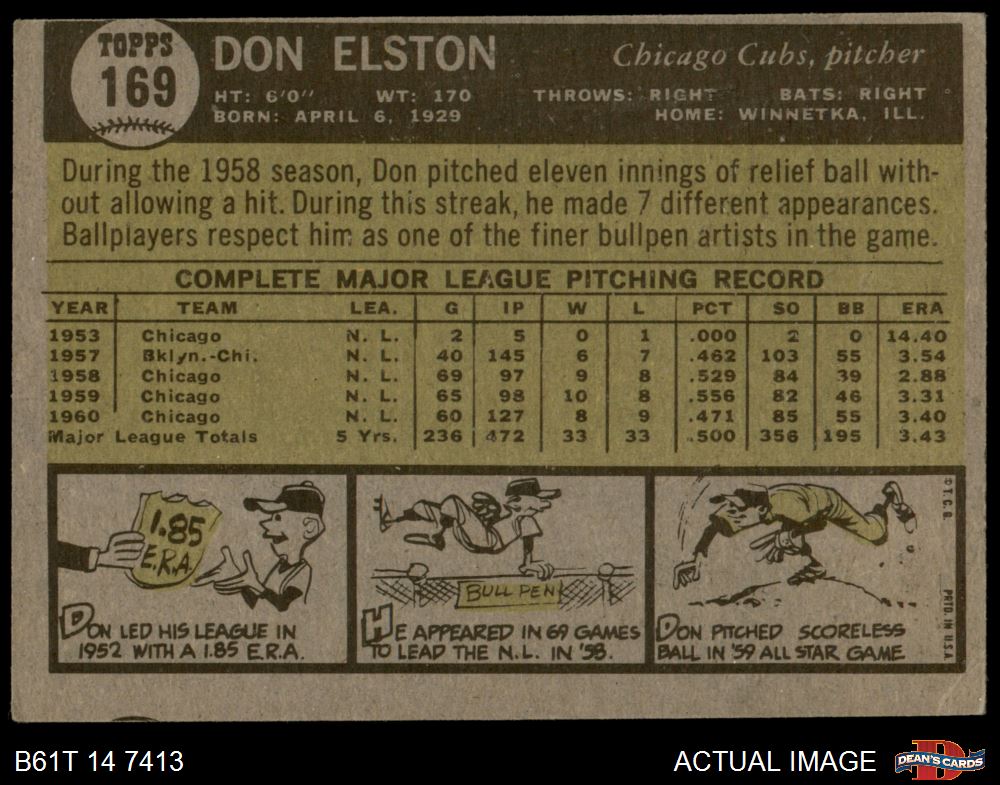 TOPPS
169
DON ELSTON
Chicago Cubs, pitcher
HT: 6'0" WT: 170 THROWS: RIGHT BATS: RIGHT
BORN: APRIL 6, 1929 HOME: WINNETKA, ILL.
During the 1958 season, Don pitched eleven innings of relief ball with-
out allowing a hit. During this streak, he made 7 different appearances.
Ballplayers respect him as one of the finer bullpen artists in the game.
COMPLETE MAJOR LEAGUE PITCHING RECORD
YEAR TEAM LEA. G IP W L PCT SO BB ERA
1953 Chicago N. L. 2 5 0 1 .000 2 0 14.40
1957 Bklyn.-Chi. N. L. 40 145 6 7 .462 103 55 3.54
1958 Chicago N. L. 69 97 9 8 .529 84 39 2.88
1959 Chicago N. L. 65 98 10 8 .556 82 46 3.31
1960 Chicago N. L. 60 127 8 9 .471 85 55 3.40
Major League Totals 5 Yrs. 236 472 33 33 .500 356 195 3.43
1.85
E.R.A.
DON LED HIS LEAGUE IN
1952 WITH A 1.85 E.R.A.
BULL PEN
HE APPEARED IN 69 GAMES
TO LEAD THE N.L. IN '58.
DON PITCHED SCORELESS
BALL IN '59 ALL STAR GAME
© T. C. G.
PRTD. IN U.S.A.
B61T 14 7413
ACTUAL IMAGE
DEAN'S CARDS